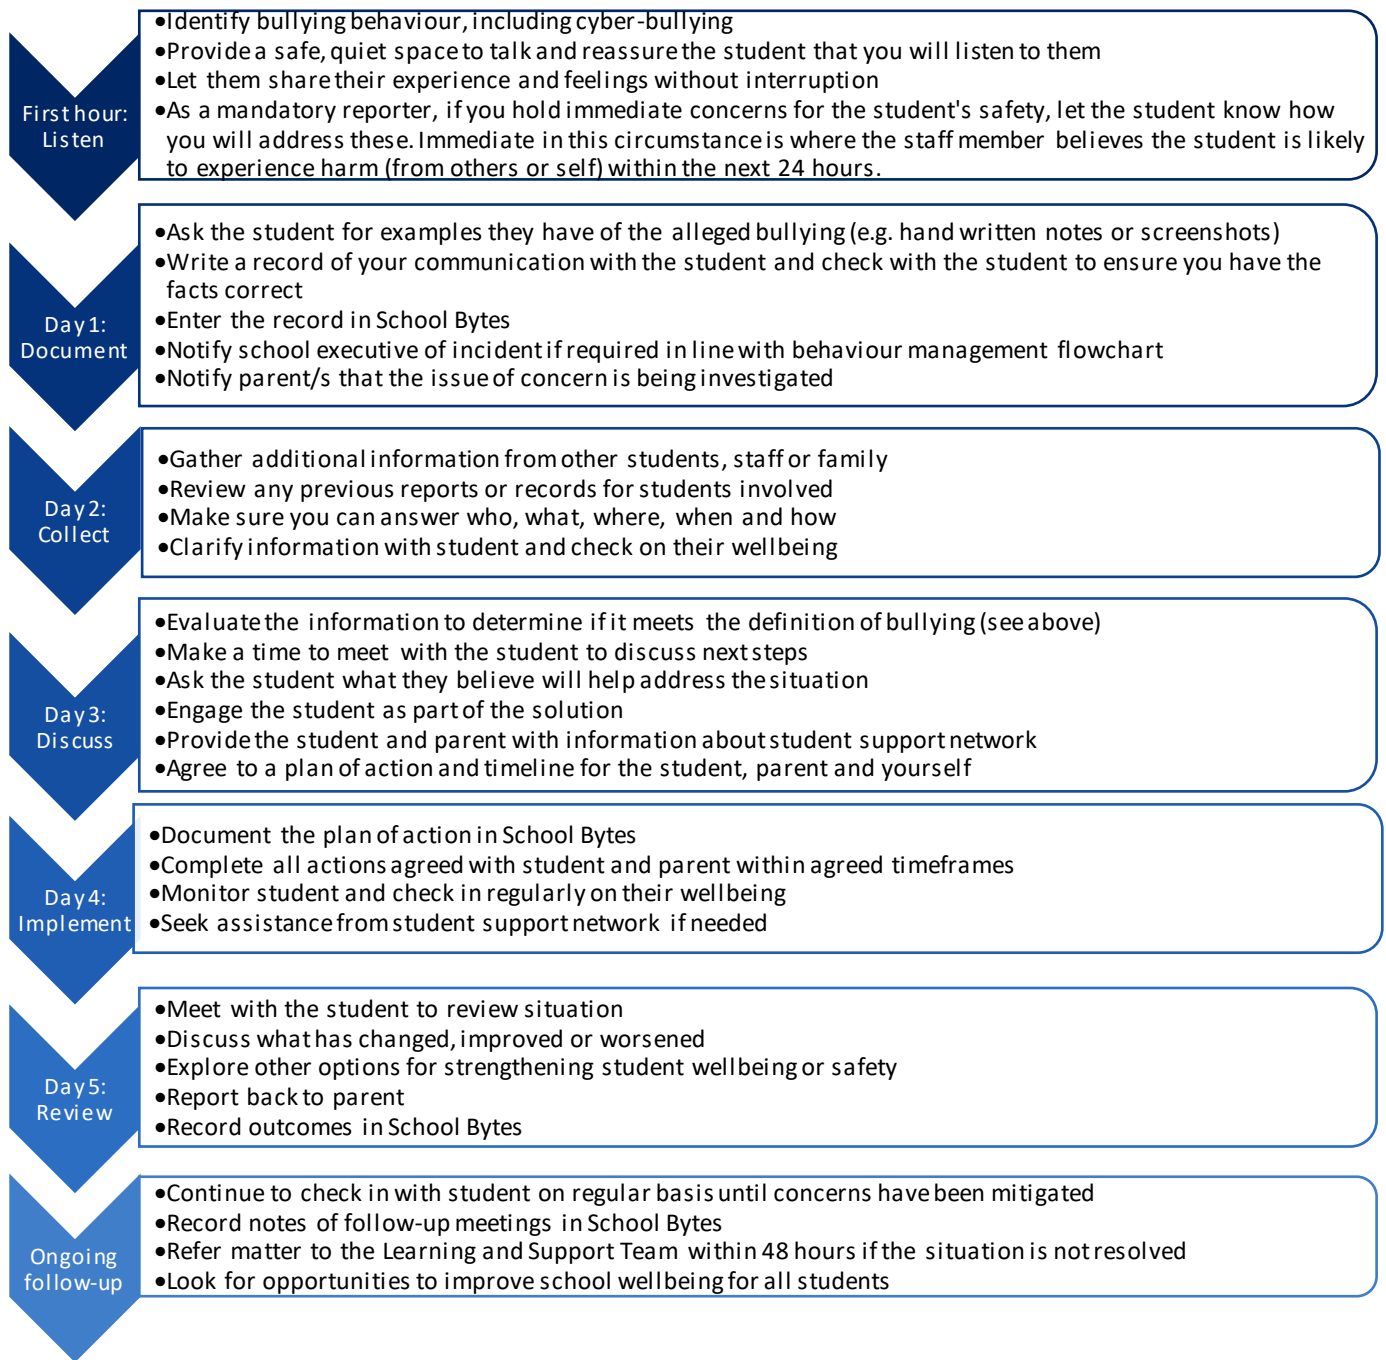 First hour:
Listen
•Identify bullying behaviour, including cyber-bullying
•Provide a safe, quiet space to talk and reassure the student that you will listen to them
•Let them share their experience and feelings without interruption
•As a mandatory reporter, if you hold immediate concerns for the student's safety, let the student know how
you will address these. Immediate in this circumstance is where the staff member believes the student is likely
to experience harm (from others or self) within the next 24 hours.
Day 1:
Document
•Ask the student for examples they have of the alleged bullying (e.g. hand written notes or screenshots)
•Write a record of your communication with the student and check with the student to ensure you have the
facts correct
•Enter the record in School Bytes
•Notify school executive of incident if required in line with behaviour management flowchart
•Notify parent/s that the issue of concern is being investigated
Day 2:
Collect
•Gather additional information from other students, staff or family
•Review any previous reports or records for students involved
•Make sure you can answer who, what, where, when and how
•Clarify information with student and check on their wellbeing
Day 3:
Discuss
•Evaluate the information to determine if it meets the definition of bullying (see above)
•Make a time to meet with the student to discuss next steps
•Ask the student what they believe will help address the situation
•Engage the student as part of the solution
•Provide the student and parent with information about student support network
•Agree to a plan of action and timeline for the student, parent and yourself
Day 4:
Implement
•Document the plan of action in School Bytes
•Complete all actions agreed with student and parent within agreed timeframes
•Monitor student and check in regularly on their wellbeing
•Seek assistance from student support network if needed
Day 5:
Review
•Meet with the student to review situation
•Discuss what has changed, improved or worsened
•Explore other options for strengthening student wellbeing or safety
•Report back to parent
•Record outcomes in School Bytes
Ongoing
follow-up
•Continue to check in with student on regular basis until concerns have been mitigated
•Record notes of follow-up meetings in School Bytes
•Refer matter to the Learning and Support Team within 48 hours if the situation is not resolved
•Look for opportunities to improve school wellbeing for all students